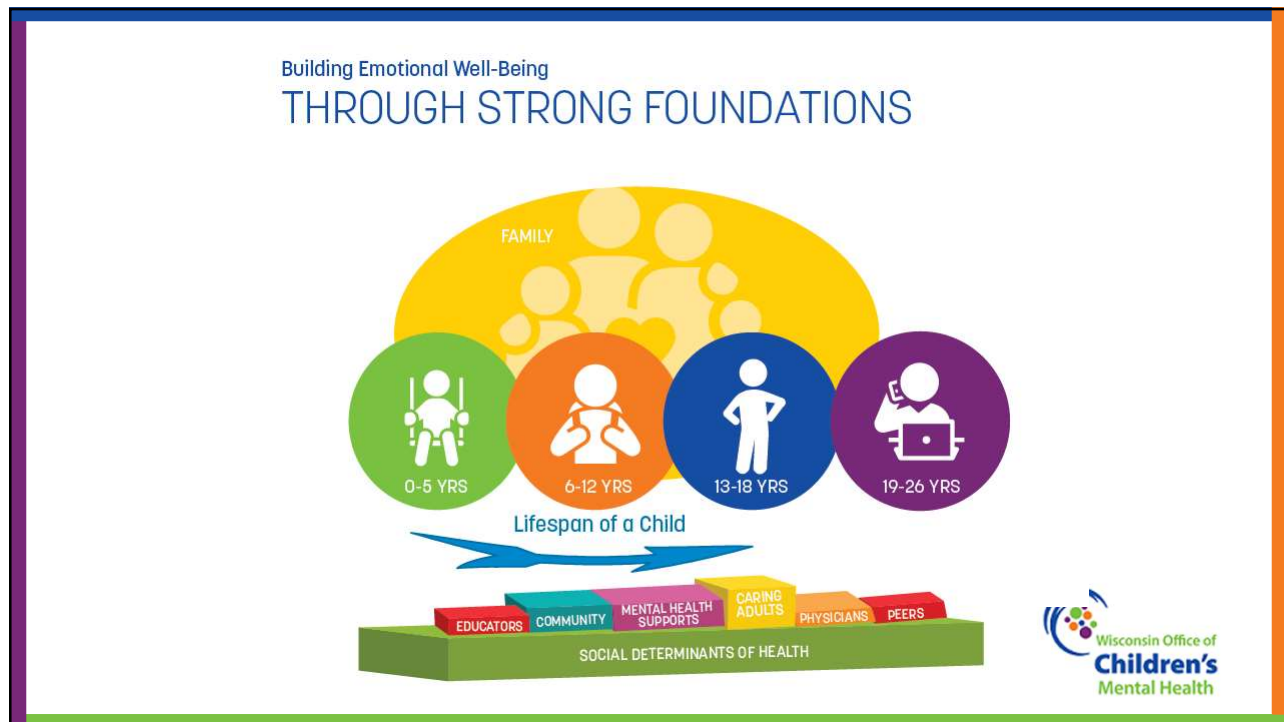 Building Emotional Well-Being
THROUGH STRONG FOUNDATIONS
FAMILY
0-5 YRS
6-12 YRS
13-18 YRS
19-26 YRS
Lifespan of a Child
EDUCATORS
COMMUNITY
MENTAL HEALTH
SUPPORTS
CARING
ADULTS
PHYSICIANS
PEERS
SOCIAL DETERMINANTS OF HEALTH
Wisconsin Office of
Children's
Mental Health